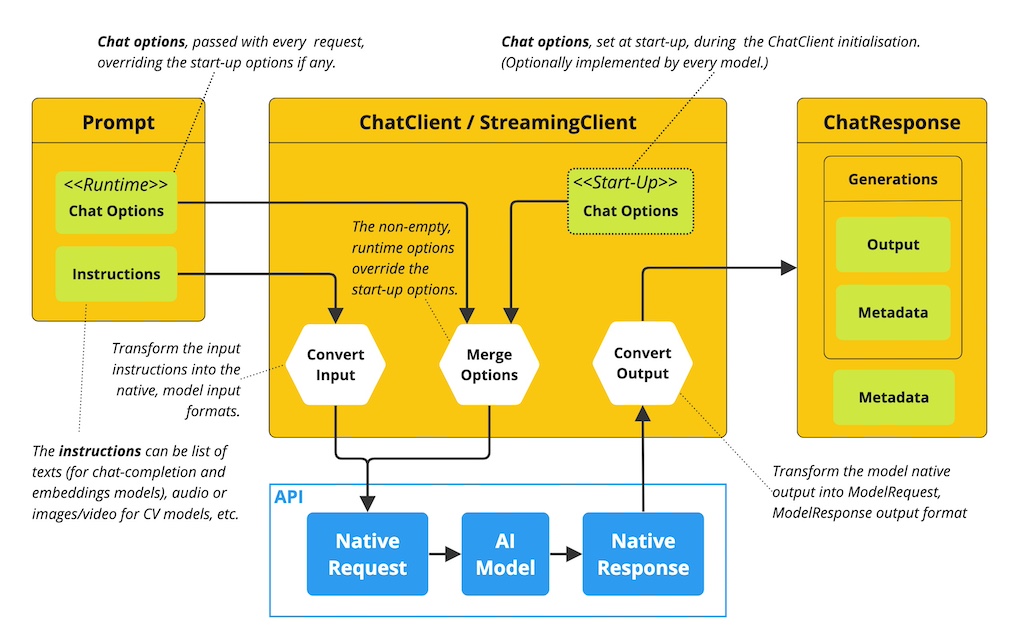 Chat options, passed with every request,
overriding the start-up options if any.
Chat options, set at start-up, during the ChatClient initialisation.
(Optionally implemented by every model.)
Prompt
<<Runtime>>
Chat Options
Instructions
ChatClient / StreamingClient
<<Start-Up>>
Chat Options
The non-empty,
runtime options
override the
start-up options.
Convert
Input
Merge
Options
Convert
Output
ChatResponse
Generations
Output
Metadata
Metadata
Transform the input
instructions into the
native, model input
formats.
The instructions can be list of
texts (for chat-completion and
embeddings models), audio or
images/video for CV models, etc.
Transform the model native
output into ModelRequest,
ModelResponse output format
API
Native
Request
AI
Model
Native
Response